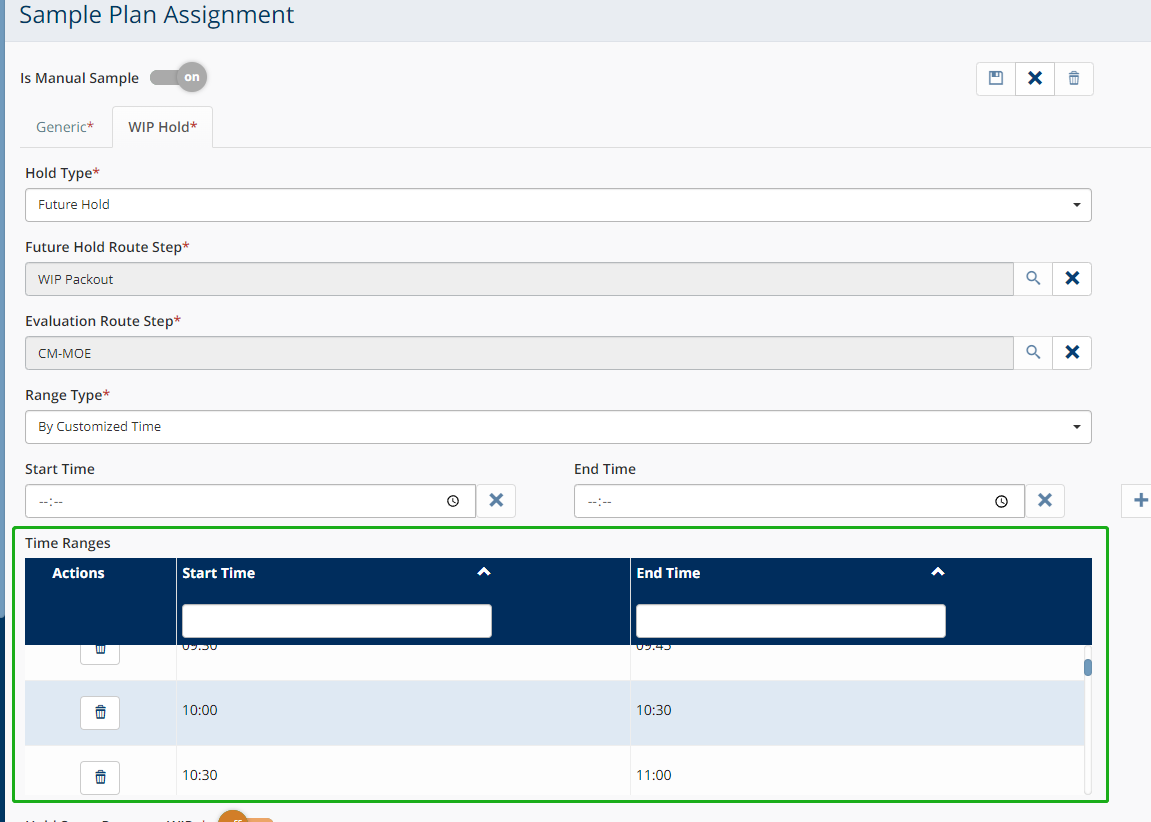 Sample Plan Assignment
Is Manual Sample on
Generic* WIP Hold*
Hold Type*
Future Hold
Future Hold Route Step*
WIP Packout
Evaluation Route Step*
CM-MOE
Range Type*
By Customized Time
Start Time End Time
--:-- --:--
Time Ranges
Actions Start Time End Time
09:30 09:45
10:00 10:30
10:30 11:00